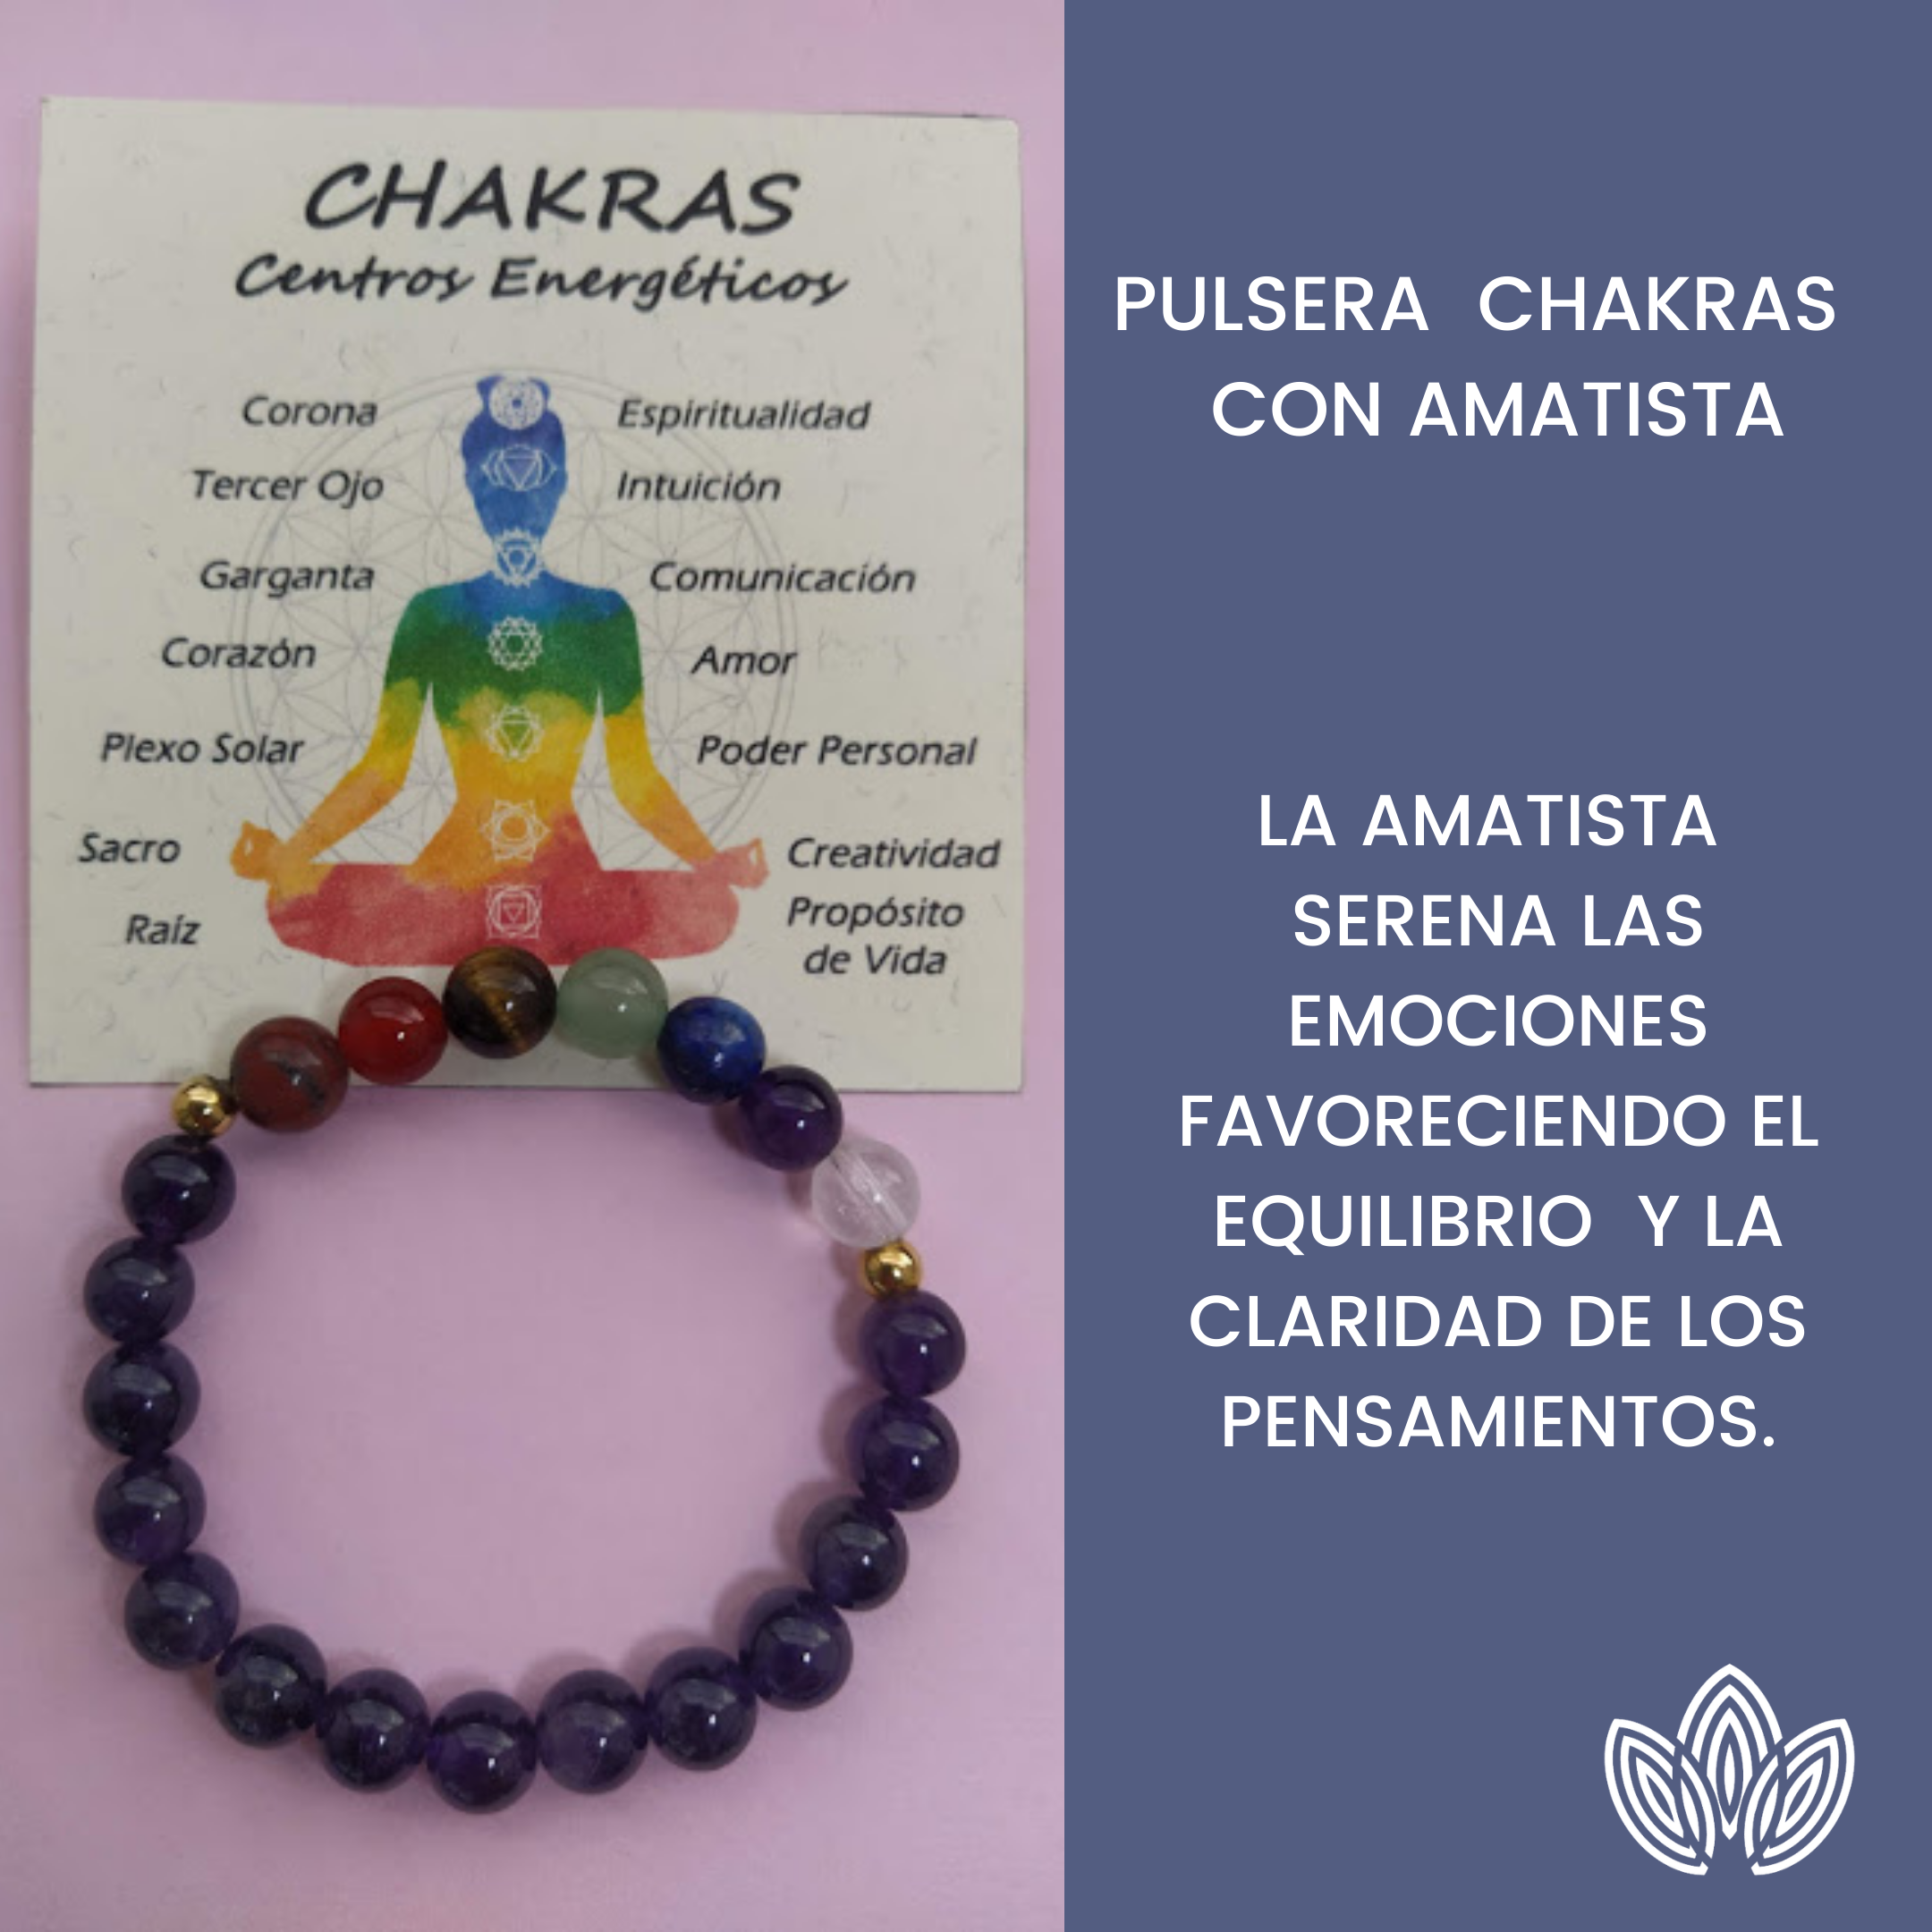 CHAKRAS
Centros Energéticos
Corona Espiritualidad
Tercer Ojo Intuición
Garganta Comunicación
Corazón Amor
Plexo Solar Poder Personal
Sacro Creatividad
Raíz Propósito
de Vida
PULSERA CHAKRAS
CON AMATISTA
LA AMATISTA
SERENA LAS
EMOCIONES
FAVORECIENDO EL
EQUILIBRIO Y LA
CLARIDAD DE LOS
PENSAMIENTOS.